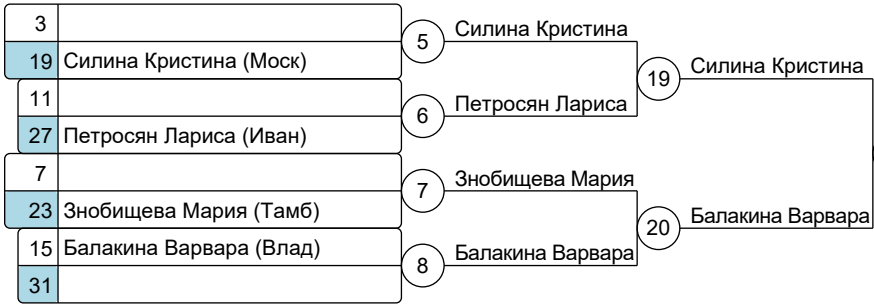 3
19 Силина Кристина (Моск)
5
Силина Кристина
11
27 Петросян Лариса (Иван)
6
Петросян Лариса
19
Силина Кристина
7
23 Знобищева Мария (Тамб)
7
Знобищева Мария
15 Балакина Варвара (Влад)
31
8
Балакина Варвара
20
Балакина Варвара